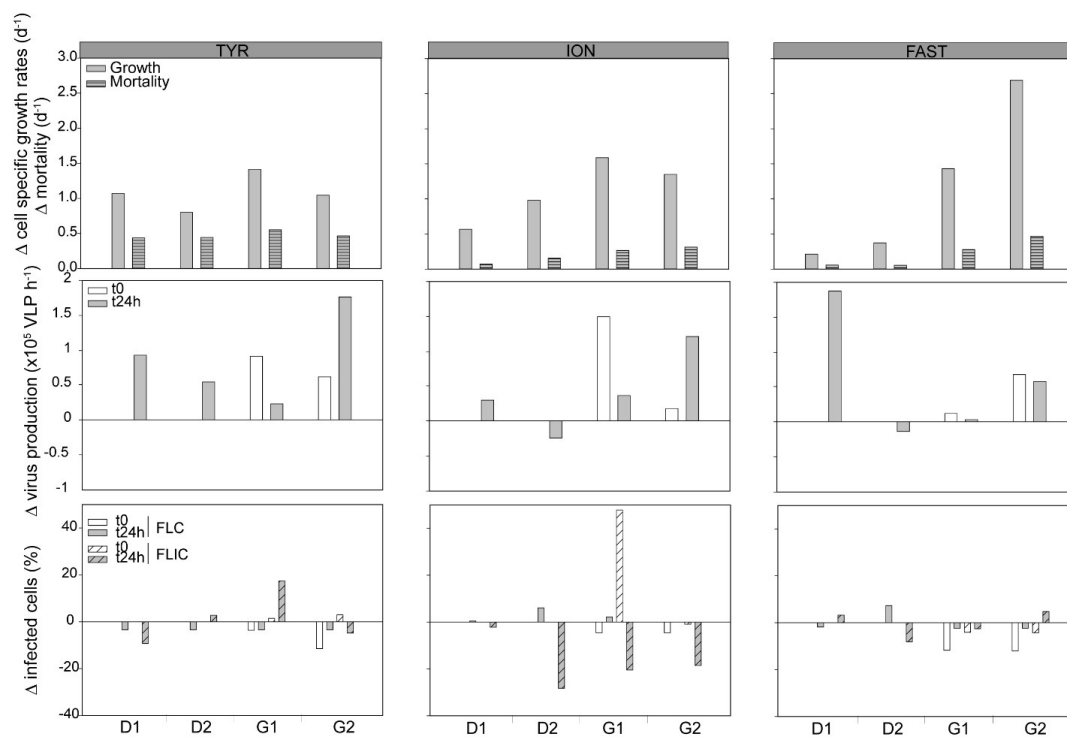 TYR
ION
FAST
Δ cell specific growth rates (d⁻¹)
Δ mortality (d⁻¹)
3.0
2.5
2.0
1.5
1.0
0.5
0.0
Growth
Mortality
Δ virus production (x10⁵ VLP h⁻¹)
2
1.5
1
0.5
0
-0.5
-1
t0
t24h
Δ infected cells (%)
40
20
0
-20
-40
t0
t24h
FLC
t0
t24h
FLIC
D1 D2 G1 G2
D1 D2 G1 G2
D1 D2 G1 G2